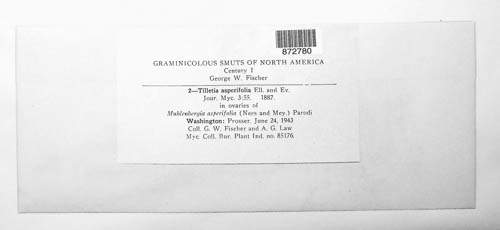 872780
GRAMINICOLOUS SMUTS OF NORTH AMERICA
Century I
George W. Fischer
2—Tilletia asperifolia Ell. and Ev.
Jour. Myc. 3:55. 1887.
in ovaries of
Muhlenbergia asperifolia (Nees and Mey.) Parodi
Washington: Prosser. June 24, 1943
Coll. G. W. Fischer and A. G. Law
Myc. Coll. Bur. Plant Ind. no. 85176.